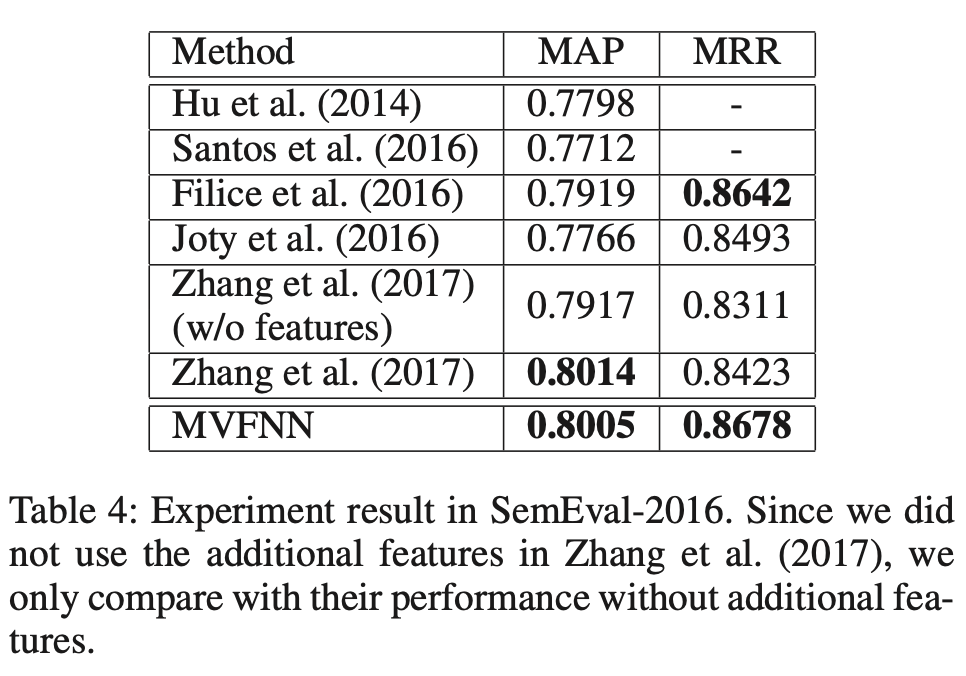 Method MAP MRR
Hu et al. (2014) 0.7798 -
Santos et al. (2016) 0.7712 -
Filice et al. (2016) 0.7919 0.8642
Joty et al. (2016) 0.7766 0.8493
Zhang et al. (2017)
(w/o features) 0.7917 0.8311
Zhang et al. (2017) 0.8014 0.8423
MVFNN 0.8005 0.8678
Table 4: Experiment result in SemEval-2016. Since we did
not use the additional features in Zhang et al. (2017), we
only compare with their performance without additional fea-
tures.